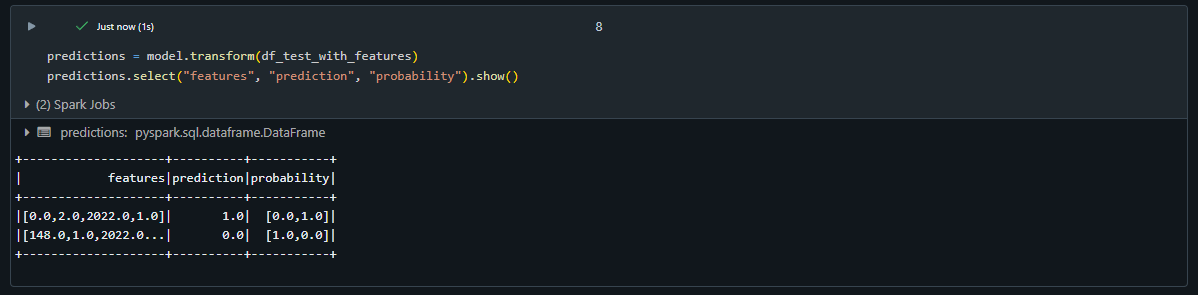 Just now (1s)
8
predictions = model.transform(df_test_with_features)
predictions.select("features", "prediction", "probability").show()
(2) Spark Jobs
predictions: pyspark.sql.dataframe.DataFrame
+--------------------+----------+-----------+
|            features|prediction|probability|
+--------------------+----------+-----------+
|[0.0,2.0,2022.0,1.0]|       1.0|  [0.0,1.0]|
|[148.0,1.0,2022.0...|       0.0|  [1.0,0.0]|
+--------------------+----------+-----------+